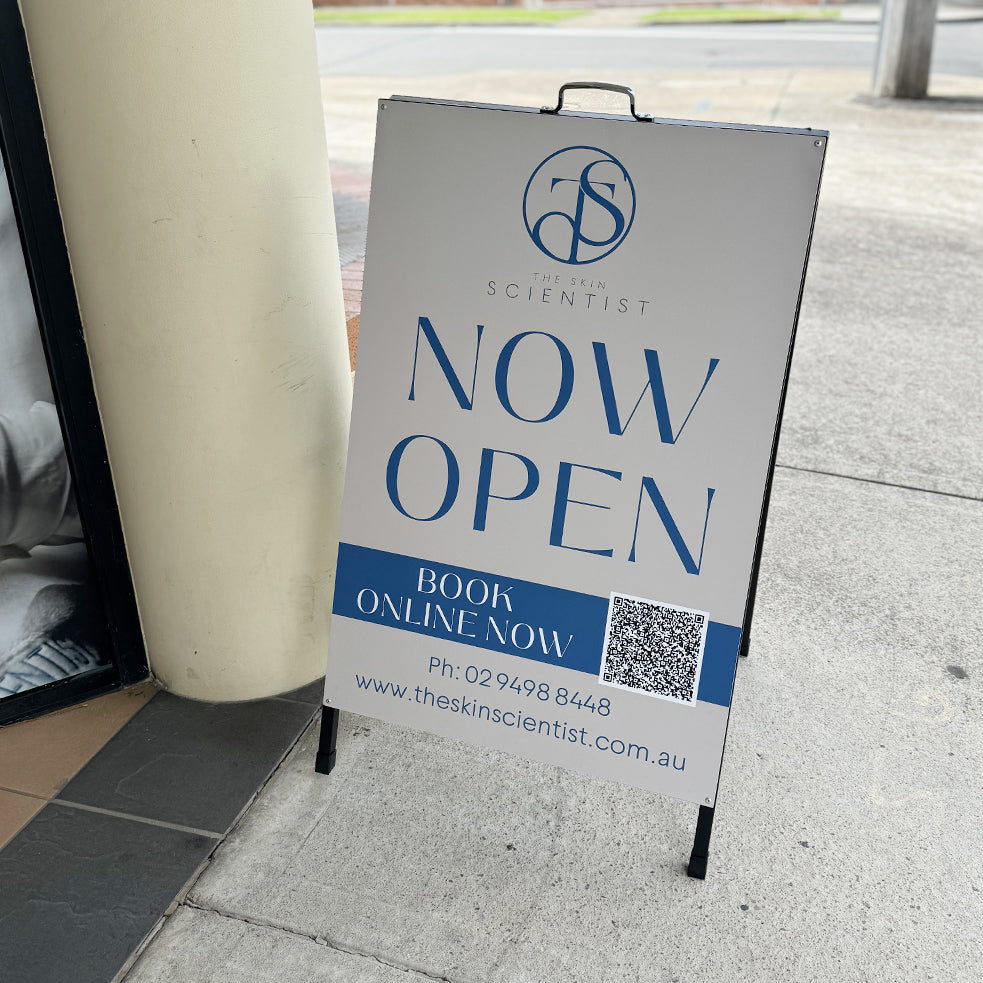 TS
THE SKIN
SCIENTIST
NOW
OPEN
BOOK
ONLINE NOW
Ph: 02 9498 8448
www.theskinscientist.com.au